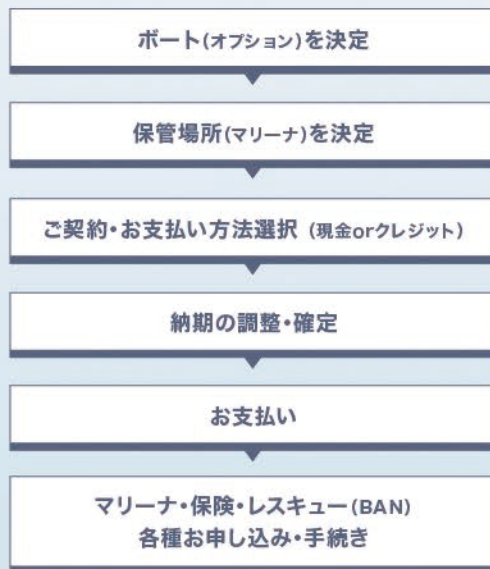 ボート(オプション)を決定
保管場所(マリーナ)を決定
ご契約・お支払い方法選択 (現金orクレジット)
納期の調整・確定
お支払い
マリーナ・保険・レスキュー(BAN)
各種お申し込み・手続き